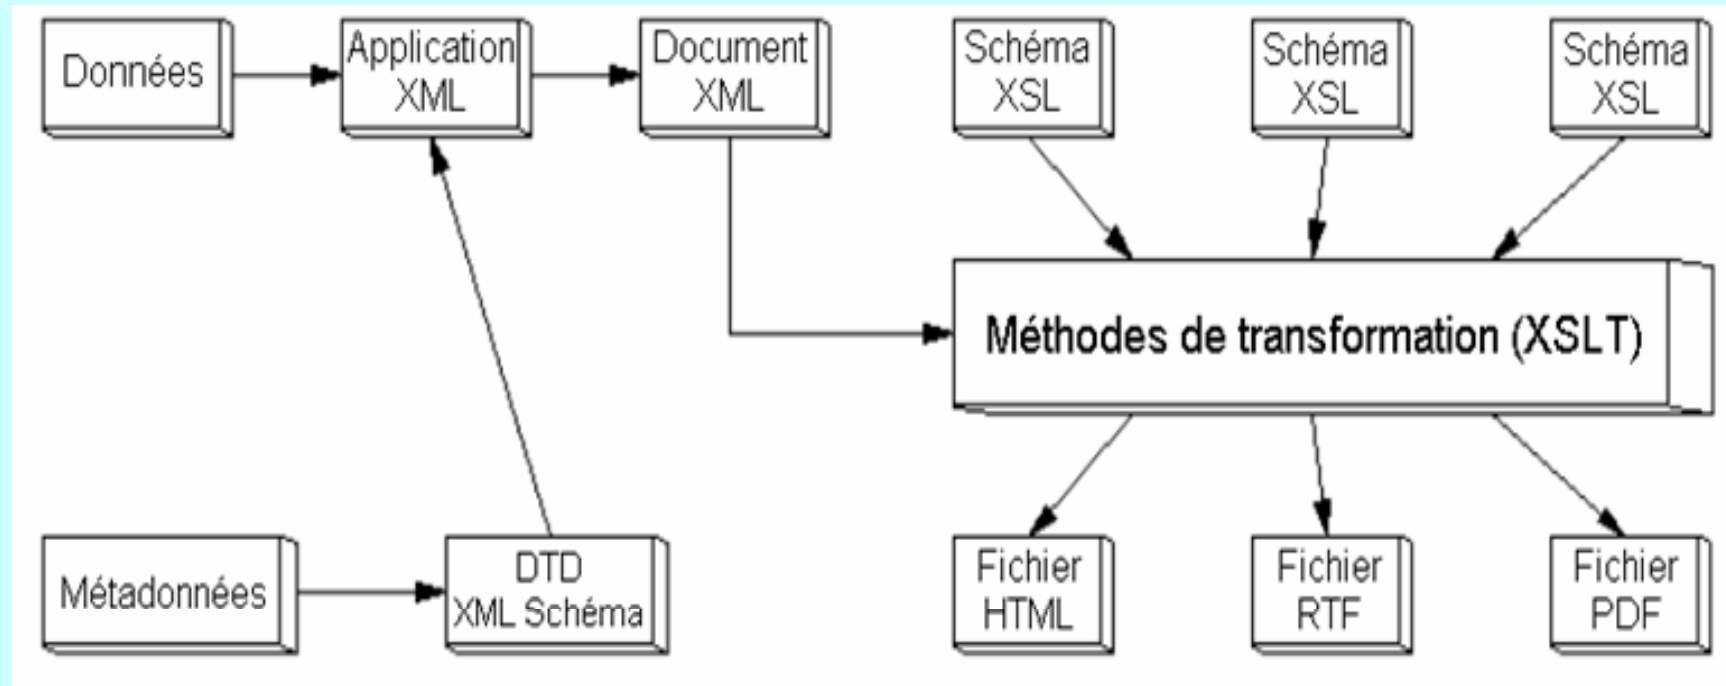 Données
Application
XML
Document
XML
Schéma
XSL
Schéma
XSL
Schéma
XSL
Méthodes de transformation (XSLT)
Métadonnées
DTD
XML Schéma
Fichier
HTML
Fichier
RTF
Fichier
PDF